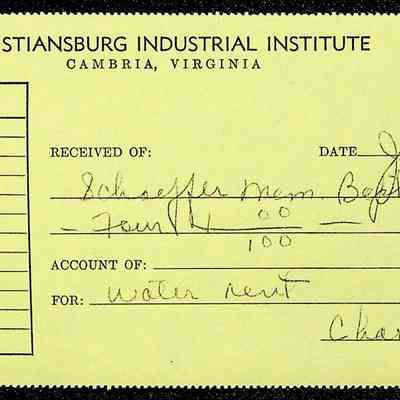 STIANSBURG INDUSTRIAL INSTITUTE
CAMBRIA, VIRGINIA
RECEIVED OF: DATE J
Schaeffer Mem. Bapt
— Four & 00/100 —
ACCOUNT OF:
FOR: Water rent
Char